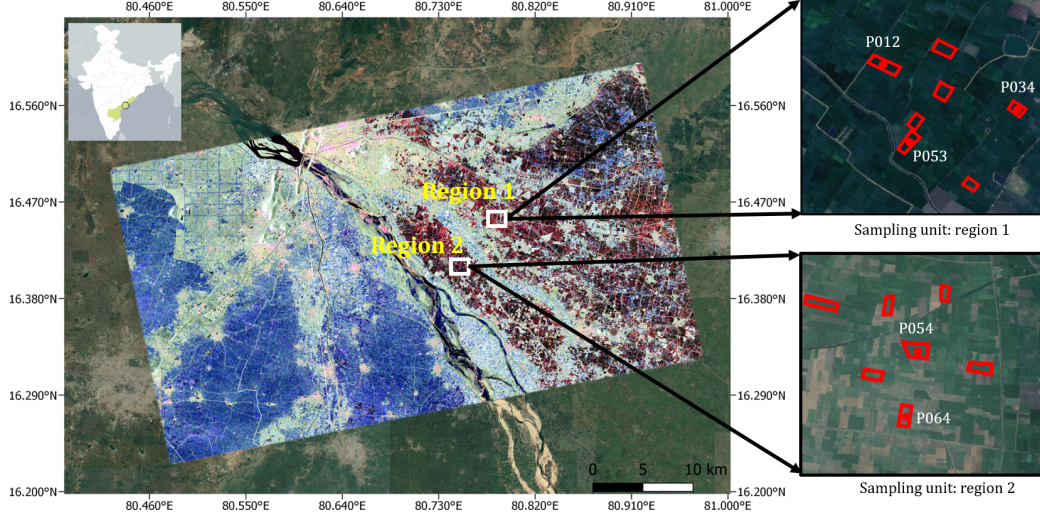 80.460°E 80.550°E 80.640°E 80.730°E 80.820°E 80.910°E 81.000°E
P012
P034
16.560°N 16.560°N
P053
Region 1
16.470°N 16.470°N
Sampling unit: region 1
Region 2
16.380°N 16.380°N
P054
16.290°N 16.290°N
P064
0 5 10 km
16.200°N 16.200°N
Sampling unit: region 2
80.460°E 80.550°E 80.640°E 80.730°E 80.820°E 80.910°E 81.000°E